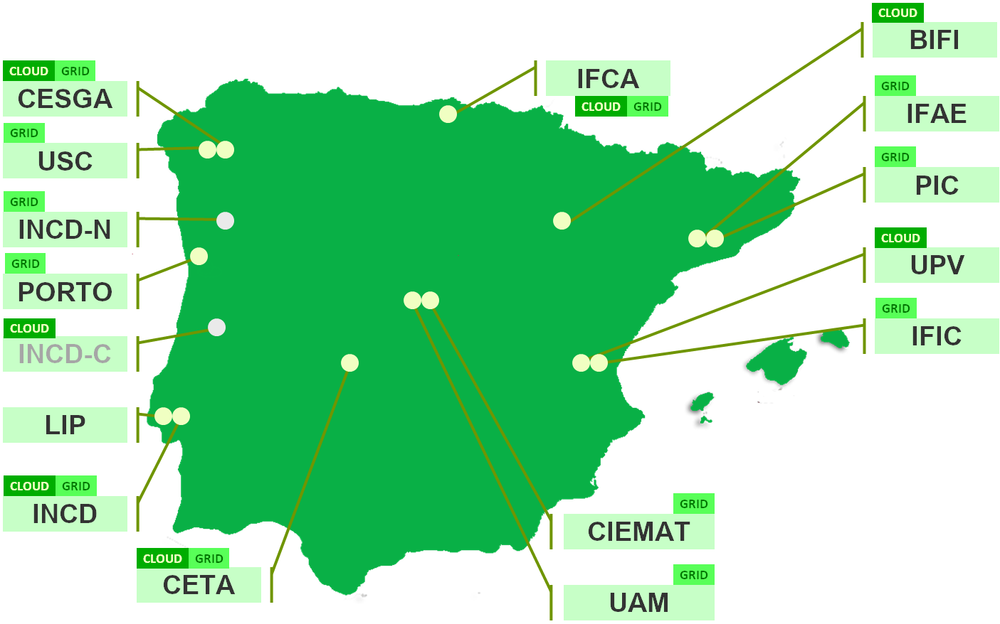 CLOUD GRID
CESGA
GRID
USC
GRID
INCD-N
GRID
PORTO
CLOUD
INCD-C
LIP
CLOUD GRID
INCD
CLOUD GRID
CETA
IFCA
CLOUD GRID
CLOUD
BIFI
GRID
IFAE
GRID
PIC
CLOUD
UPV
GRID
IFIC
GRID
CIEMAT
GRID
UAM